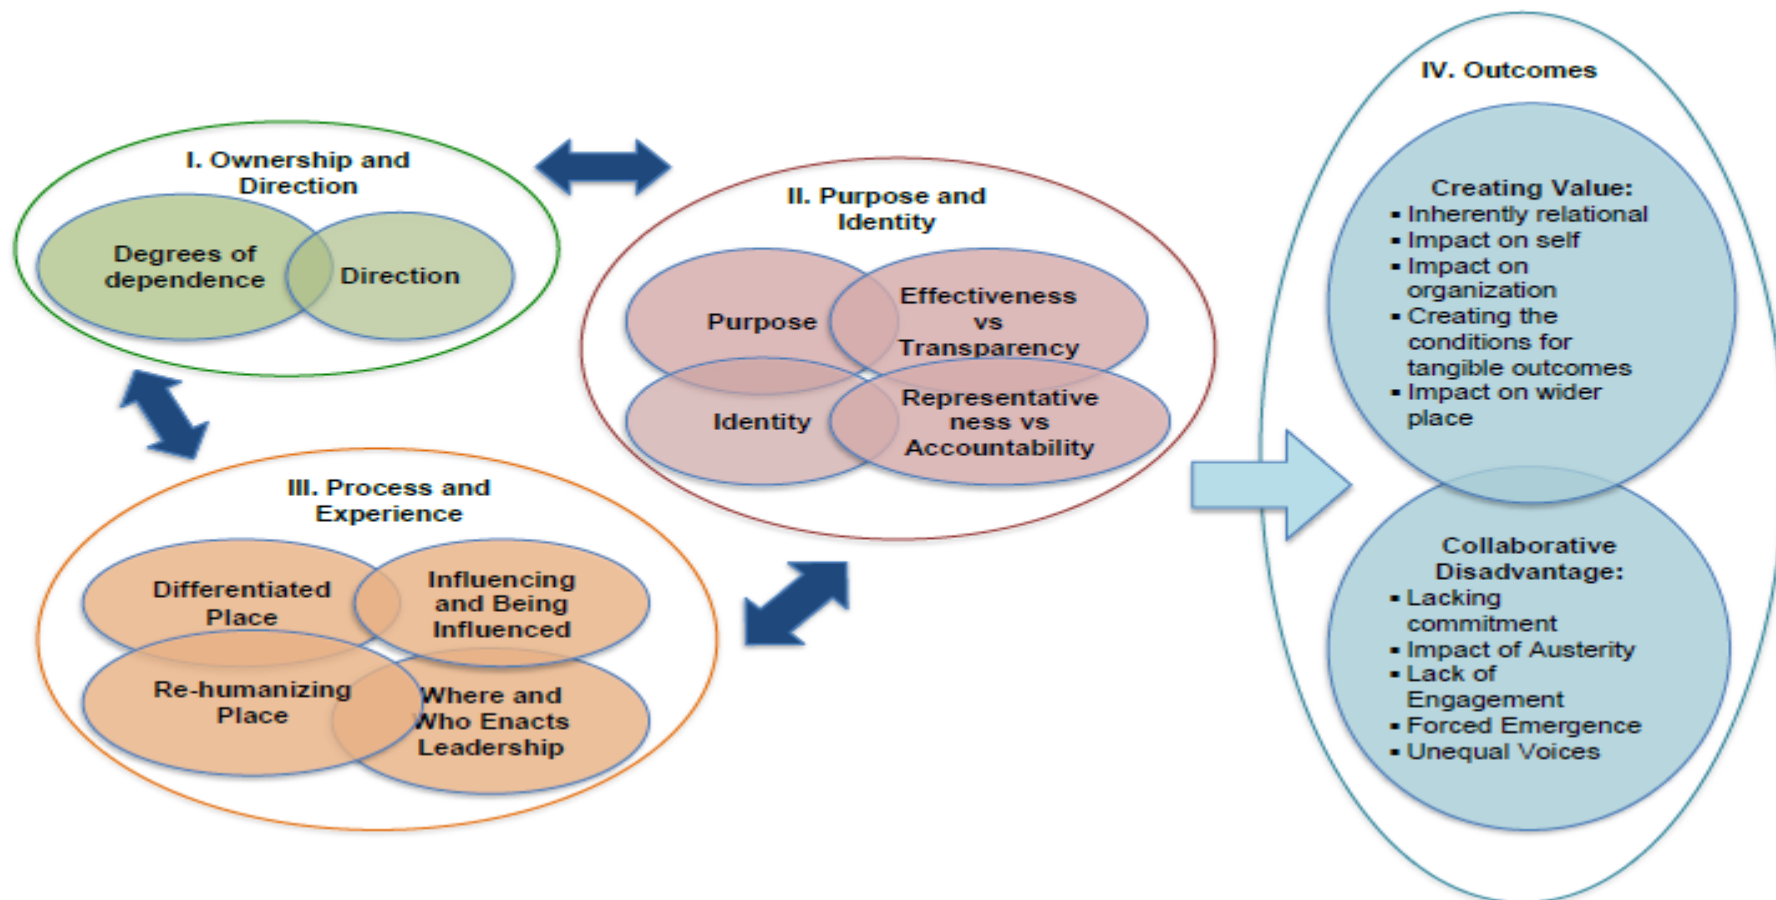 I. Ownership and
Direction
Degrees of
dependence
Direction
II. Purpose and
Identity
Purpose
Effectiveness
vs
Transparency
Identity
Representative
ness vs
Accountability
III. Process and
Experience
Differentiated
Place
Influencing
and Being
Influenced
Re-humanizing
Place
Where and
Who Enacts
Leadership
IV. Outcomes
Creating Value:
▪ Inherently relational
▪ Impact on self
▪ Impact on
organization
▪ Creating the
conditions for
tangible outcomes
▪ Impact on wider
place
Collaborative
Disadvantage:
▪ Lacking
commitment
▪ Impact of Austerity
▪ Lack of
Engagement
▪ Forced Emergence
▪ Unequal Voices